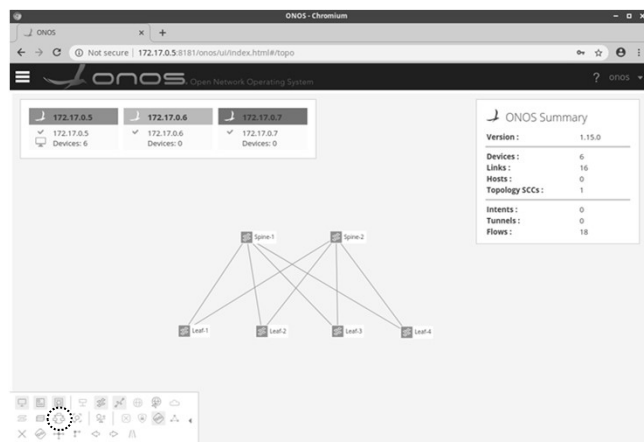 ONOS - Chromium
ONOS
Not secure | 172.17.0.5:8181/onos/ui/index.html#/topo
onos Open Network Operating System
? onos
172.17.0.5
172.17.0.6
172.17.0.7
172.17.0.5
Devices: 6
172.17.0.6
Devices: 0
172.17.0.7
Devices: 0
ONOS Summary
Version : 1.15.0
Devices : 6
Links : 16
Hosts : 0
Topology SCCs : 1
Intents : 0
Tunnels : 0
Flows : 18
Spine-1
Spine-2
Leaf-1
Leaf-2
Leaf-3
Leaf-4